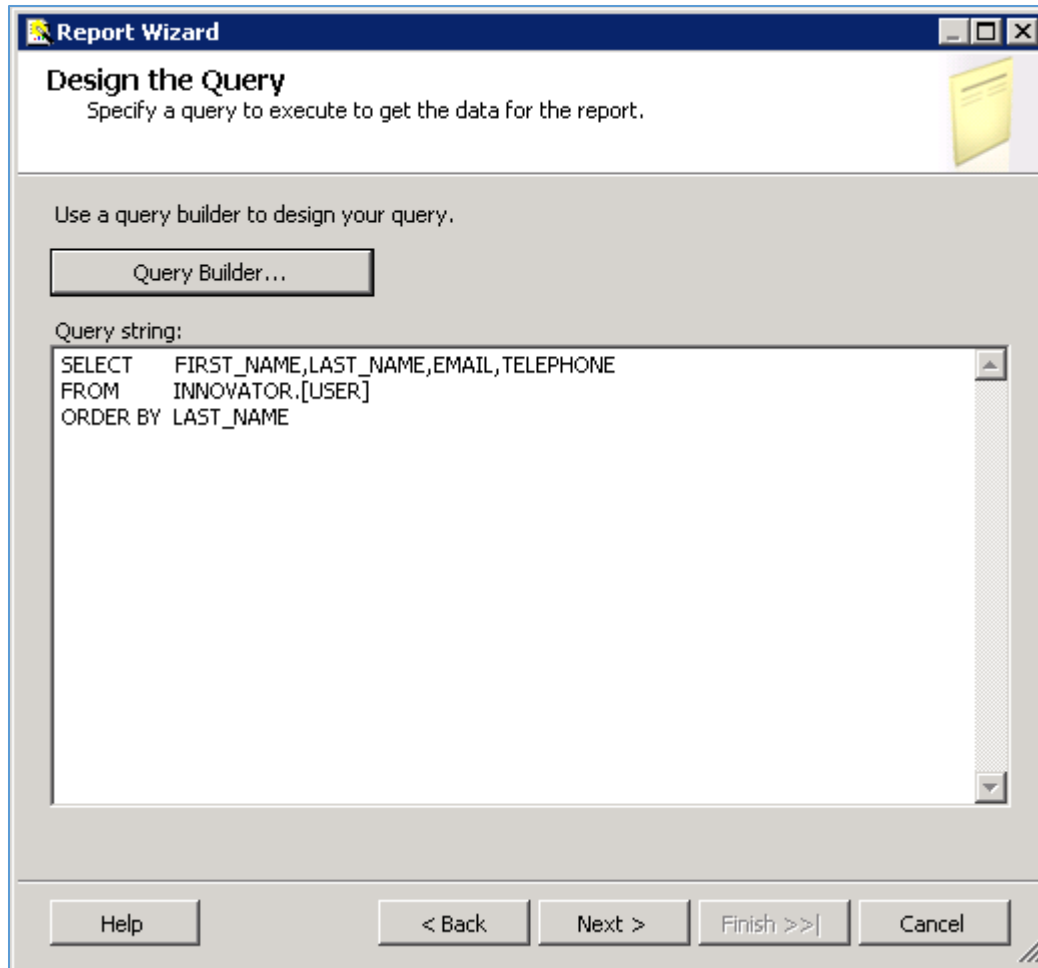 Report Wizard
Design the Query
Specify a query to execute to get the data for the report.
Use a query builder to design your query.
Query Builder...
Query string:
SELECT FIRST_NAME,LAST_NAME,EMAIL,TELEPHONE
FROM INNOVATOR.[USER]
ORDER BY LAST_NAME
Help < Back Next > Finish >>| Cancel